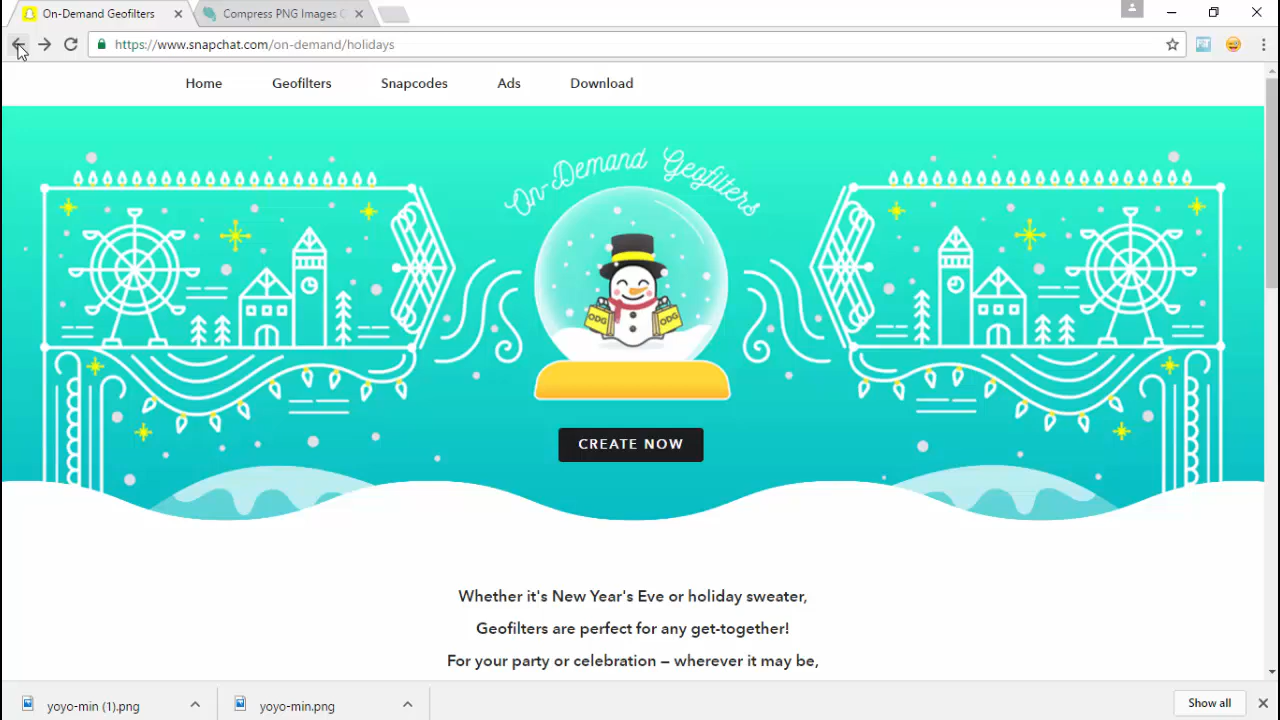 On-Demand Geofilters
Compress PNG Images O
https://www.snapchat.com/on-demand/holidays
Home Geofilters Snapcodes Ads Download
On-Demand Geofilters
ODG ODG
CREATE NOW
Whether it's New Year's Eve or holiday sweater,
Geofilters are perfect for any get-together!
For your party or celebration – wherever it may be,
yoyo-min (1).png yoyo-min.png Show all